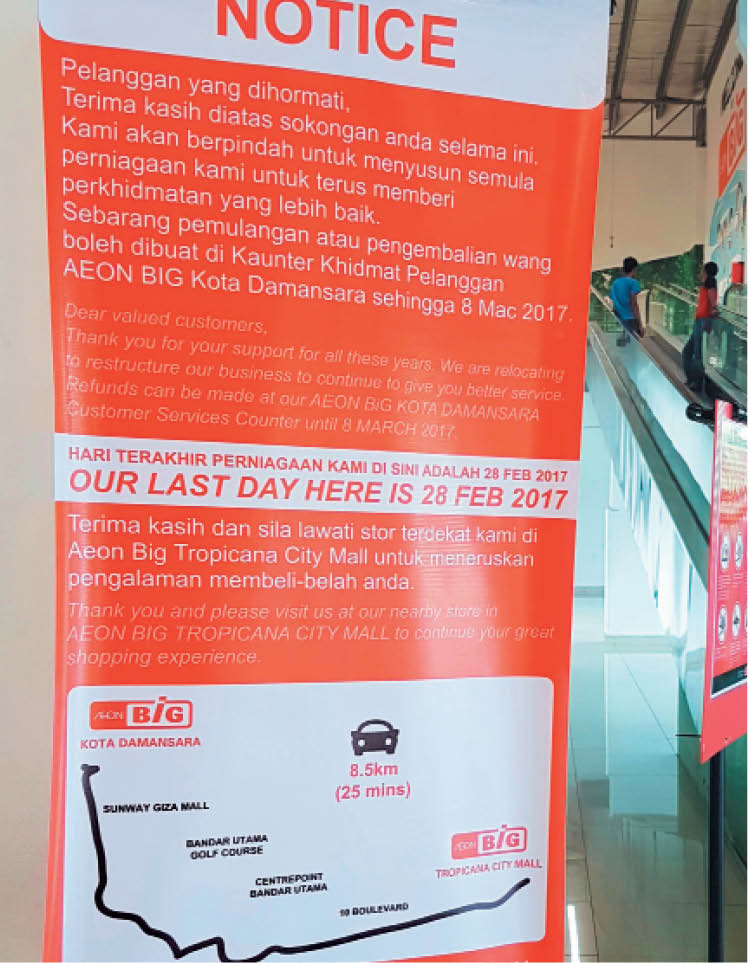 NOTICE
Pelanggan yang dihormati,
Terima kasih diatas sokongan anda selama ini.
Kami akan berpindah untuk menyusun semula
perniagaan kami untuk terus memberi
perkhidmatan yang lebih baik.
Sebarang pemulangan atau pengembalian wang
boleh dibuat di Kaunter Khidmat Pelanggan
AEON BIG Kota Damansara sehingga 8 Mac 2017.
Dear valued customers,
Thank you for your support for all these years. We are relocating
to restructure our business to continue to give you better service.
Refunds can be made at our AEON BiG KOTA DAMANSARA
Customer Services Counter until 8 MARCH 2017.
HARI TERAKHIR PERNIAGAAN KAMI DI SINI ADALAH 28 FEB 2017
OUR LAST DAY HERE IS 28 FEB 2017
Terima kasih dan sila lawati stor terdekat kami di
Aeon Big Tropicana City Mall untuk meneruskan
pengalaman membeli-belah anda.
Thank you and please visit us at our nearby store in
AEON BIG TROPICANA CITY MALL to continue your great
shopping experience.
AEON BiG
KOTA DAMANSARA
8.5km
(25 mins)
SUNWAY GIZA MALL
BANDAR UTAMA
GOLF COURSE
AEON BiG
TROPICANA CITY MALL
CENTREPOINT
BANDAR UTAMA
10 BOULEVARD